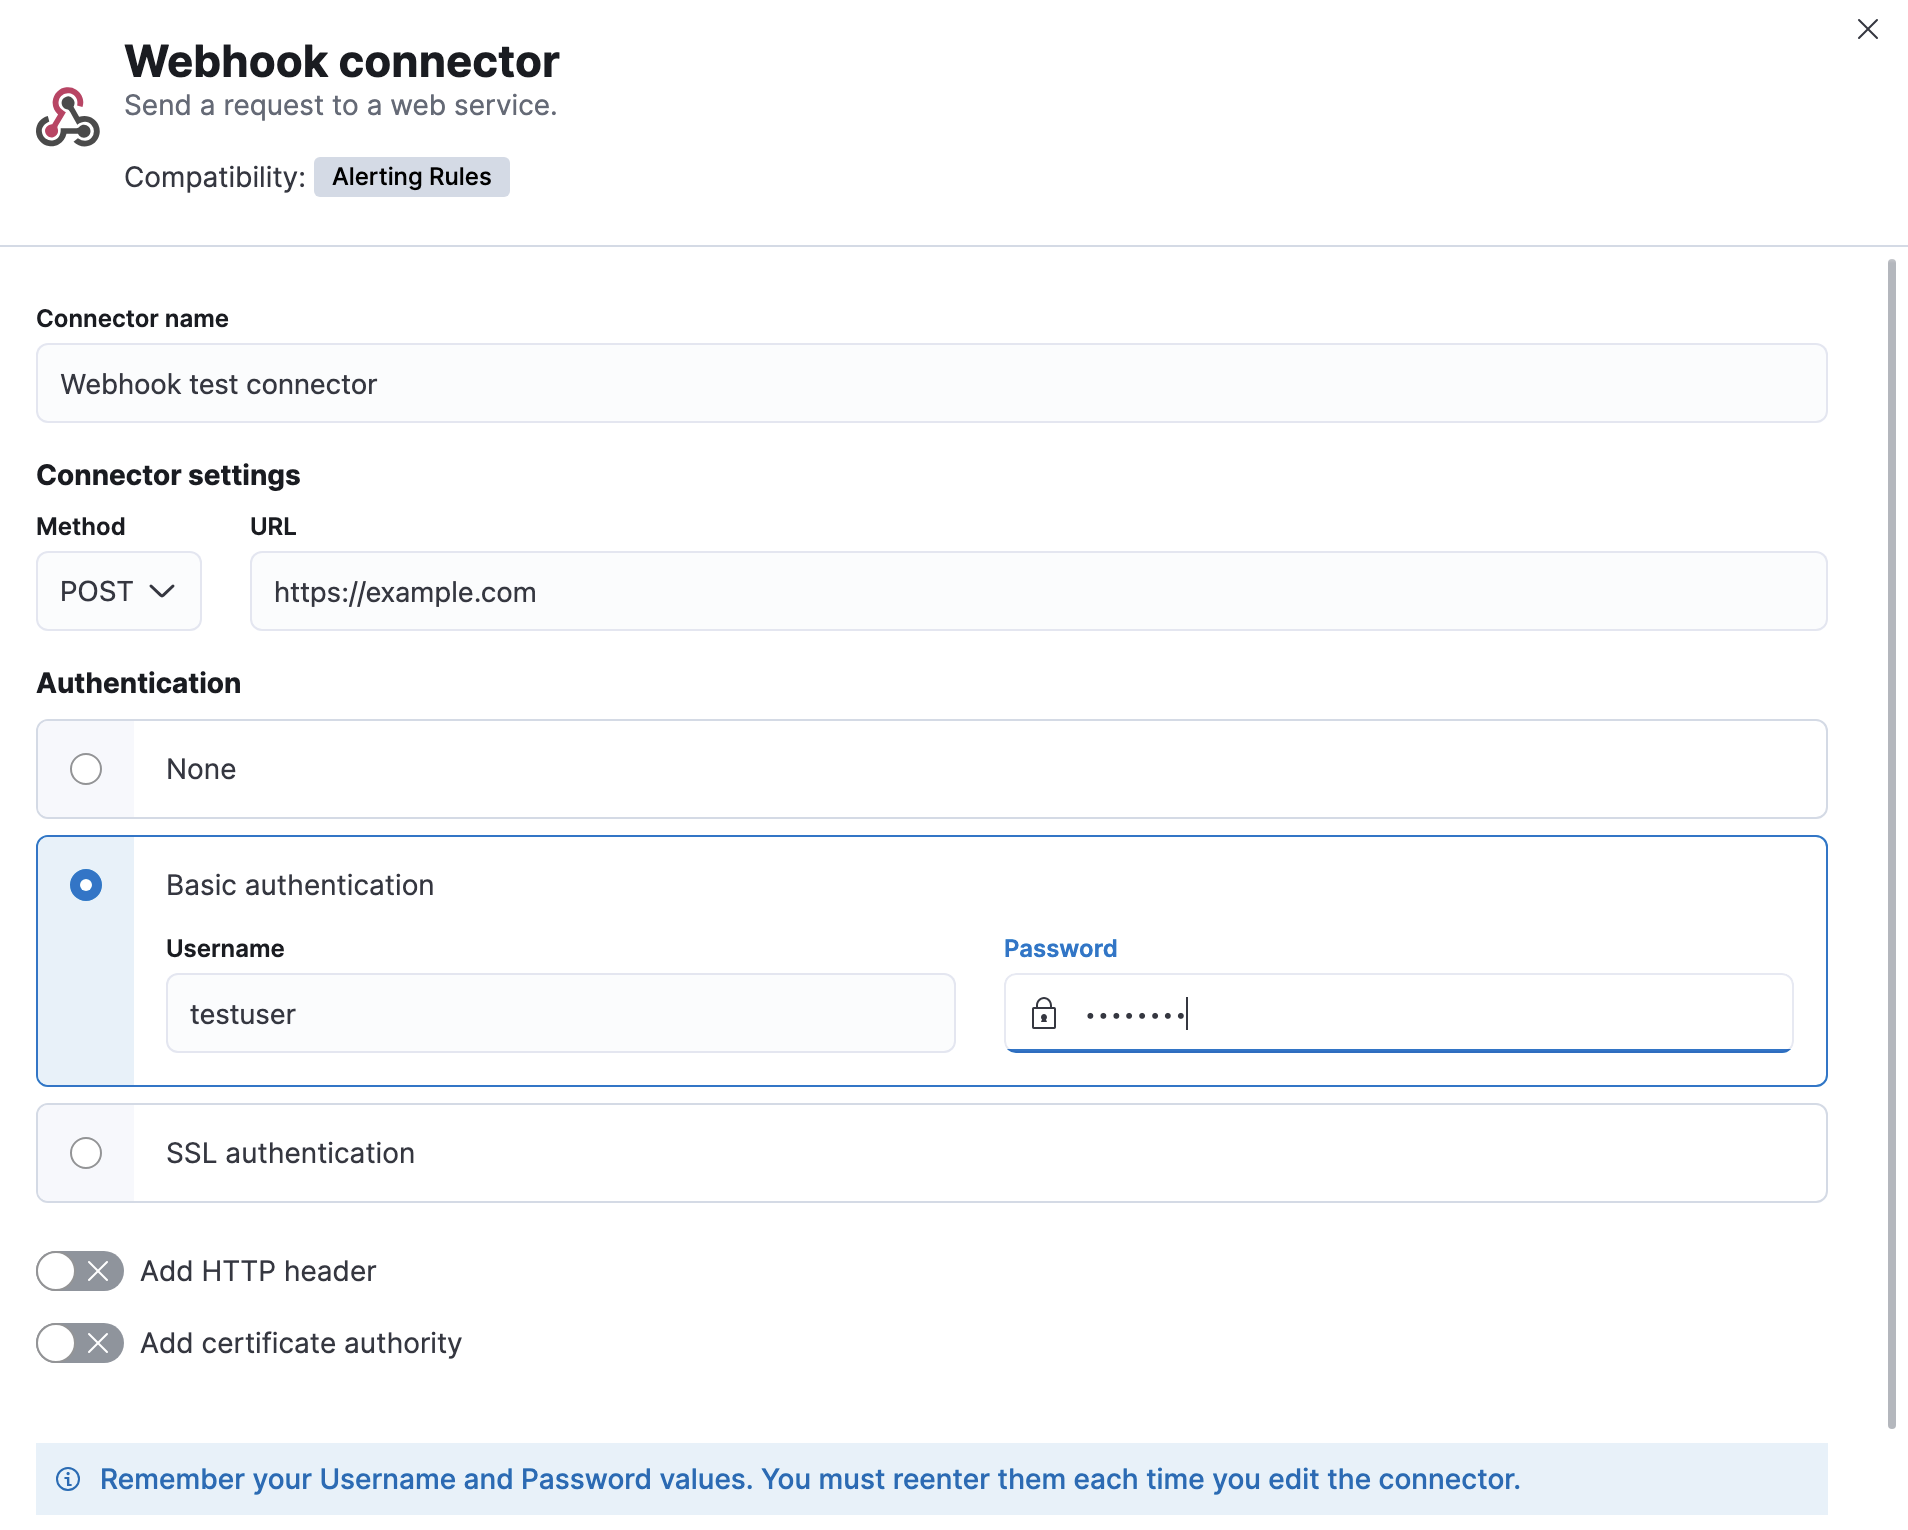 Webhook connector
Send a request to a web service.
Compatibility: Alerting Rules
Connector name
Webhook test connector
Connector settings
Method URL
POST https://example.com
Authentication
None
Basic authentication
Username Password
testuser ••••••••
SSL authentication
Add HTTP header
Add certificate authority
Remember your Username and Password values. You must reenter them each time you edit the connector.